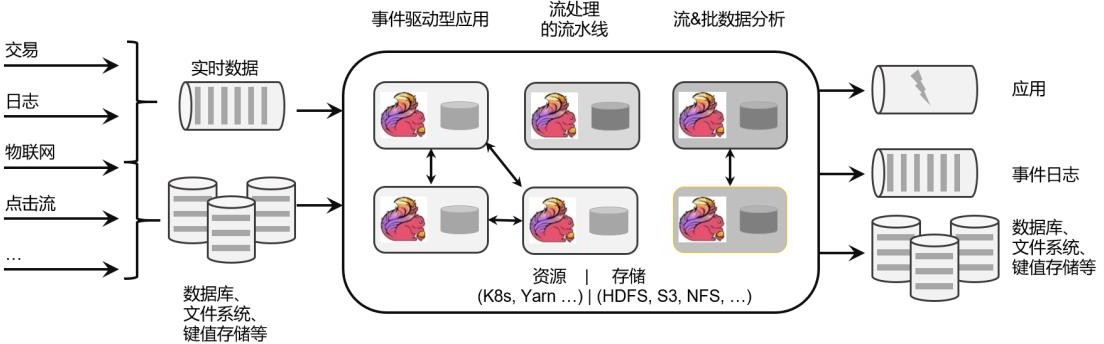 事件驱动型应用
流处理
的流水线
流&批数据分析
交易
日志
物联网
点击流
...
实时数据
数据库、
文件系统、
键值存储等
资源 | 存储
(K8s, Yarn ...) | (HDFS, S3, NFS, ...)
应用
事件日志
数据库、
文件系统、
键值存储等